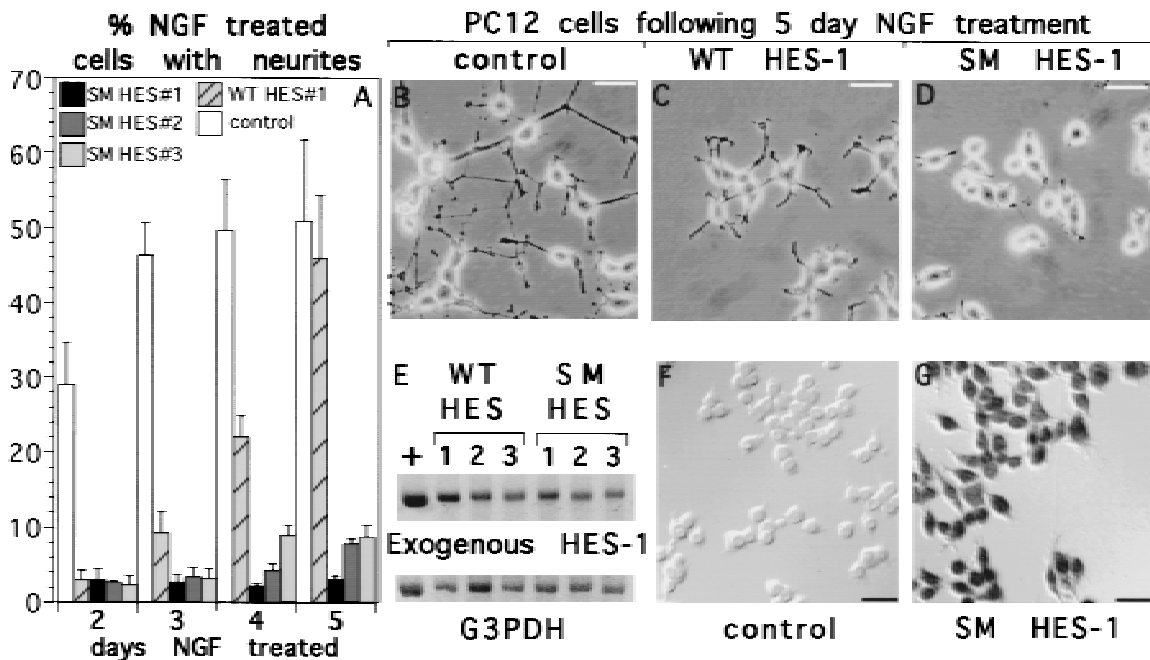 % NGF treated
cells with neurites
PC12 cells following 5 day NGF treatment
control
WT HES-1
SM HES-1
70
60
50
40
30
20
10
0
SM HES#1
WT HES#1
A
SM HES#2
control
SM HES#3
2 3 4 5
days NGF treated
B
C
D
E
WT HES
SM HES
+ 1 2 3 1 2 3
Exogenous HES-1
G3PDH
F
control
G
SM HES-1